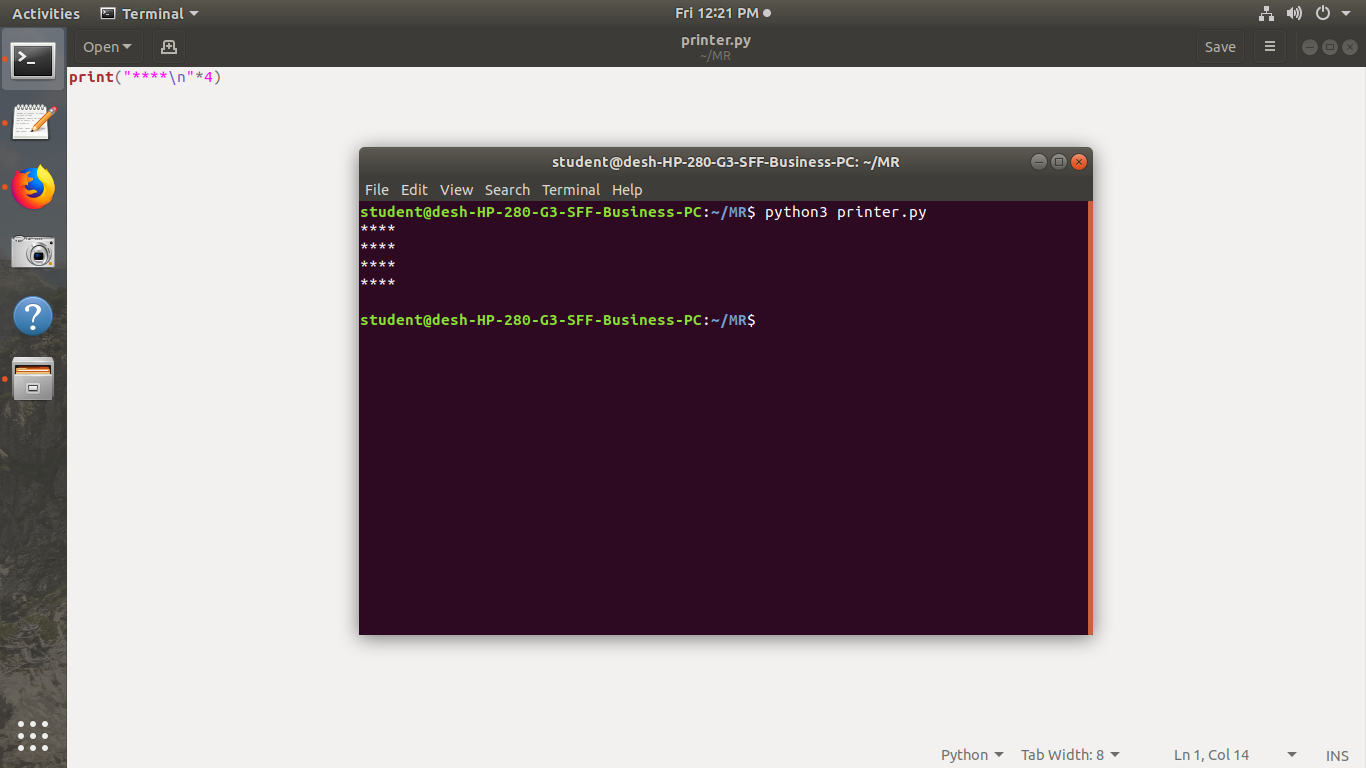 Activities Terminal Fri 12:21 PM
Open printer.py Save
~/MR
print("****\n"*4)
student@desh-HP-280-G3-SFF-Business-PC: ~/MR
File Edit View Search Terminal Help
student@desh-HP-280-G3-SFF-Business-PC:~/MR$ python3 printer.py
****
****
****
****
student@desh-HP-280-G3-SFF-Business-PC:~/MR$
Python Tab Width: 8 Ln 1, Col 14 INS